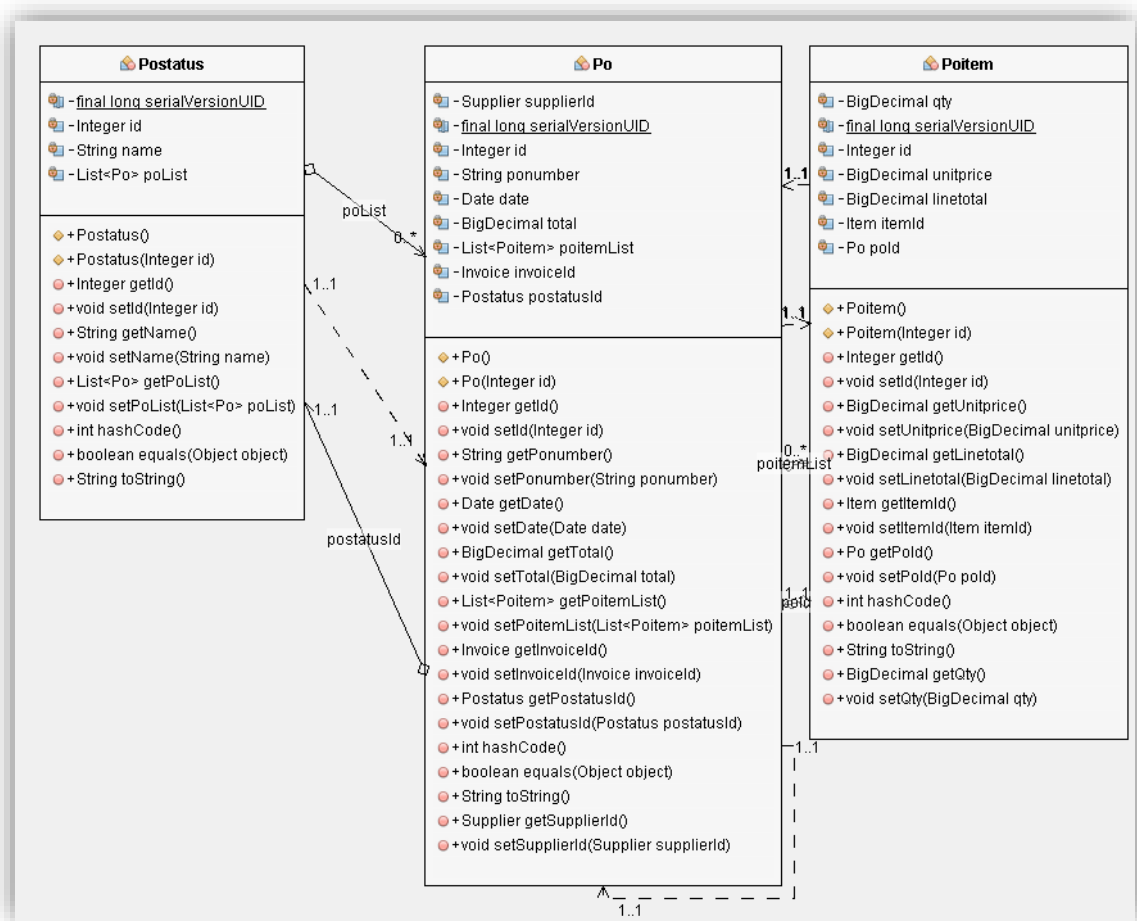 Postatus
-final long serialVersionUID
-Integer id
-String name
-List<Po> poList
+Postatus()
+Postatus(Integer id)
+Integer getId()
+void setId(Integer id)
+String getName()
+void setName(String name)
+List<Po> getPoList()
+void setPoList(List<Po> poList)
+int hashCode()
+boolean equals(Object object)
+String toString()
poList
0..*
1..1
1..1
1..1
postatusId
Po
-Supplier supplierId
-final long serialVersionUID
-Integer id
-String ponumber
-Date date
-BigDecimal total
-List<Poitem> poitemList
-Invoice invoiceId
-Postatus postatusId
+Po()
+Po(Integer id)
+Integer getId()
+void setId(Integer id)
+String getPonumber()
+void setPonumber(String ponumber)
+Date getDate()
+void setDate(Date date)
+BigDecimal getTotal()
+void setTotal(BigDecimal total)
+List<Poitem> getPoitemList()
+void setPoitemList(List<Poitem> poitemList)
+Invoice getInvoiceId()
+void setInvoiceId(Invoice invoiceId)
+Postatus getPostatusId()
+void setPostatusId(Postatus postatusId)
+int hashCode()
+boolean equals(Object object)
+String toString()
+Supplier getSupplierId()
+void setSupplierId(Supplier supplierId)
1..1
1..1
0..*
poitemList
1..1
poId
1..1
1..1
Poitem
-BigDecimal qty
-final long serialVersionUID
-Integer id
-BigDecimal unitprice
-BigDecimal linetotal
-Item itemId
-Po poId
+Poitem()
+Poitem(Integer id)
+Integer getId()
+void setId(Integer id)
+BigDecimal getUnitprice()
+void setUnitprice(BigDecimal unitprice)
+BigDecimal getLinetotal()
+void setLinetotal(BigDecimal linetotal)
+Item getItemId()
+void setItemId(Item itemId)
+Po getPoId()
+void setPoId(Po poId)
+int hashCode()
+boolean equals(Object object)
+String toString()
+BigDecimal getQty()
+void setQty(BigDecimal qty)